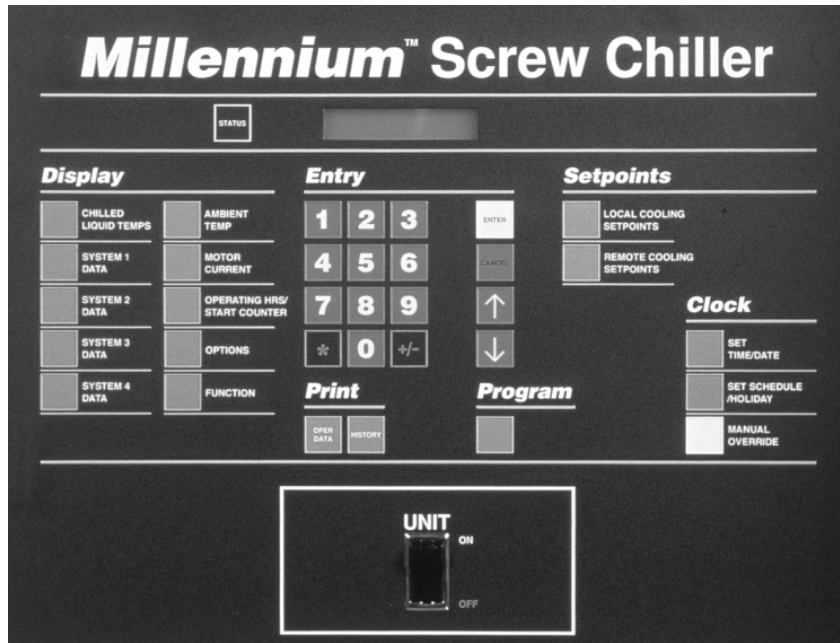 Millennium™ Screw Chiller
STATUS
Display
CHILLED
LIQUID TEMPS
SYSTEM 1
DATA
SYSTEM 2
DATA
SYSTEM 3
DATA
SYSTEM 4
DATA
AMBIENT
TEMP
MOTOR
CURRENT
OPERATING HRS/
START COUNTER
OPTIONS
FUNCTION
Entry
1 2 3
4 5 6
7 8 9
* 0 +/-
ENTER
CANCEL
↑
↓
Print
OPER
DATA
HISTORY
Program
Setpoints
LOCAL COOLING
SETPOINTS
REMOTE COOLING
SETPOINTS
Clock
SET
TIME/DATE
SET SCHEDULE
/HOLIDAY
MANUAL
OVERRIDE
UNIT
ON
OFF